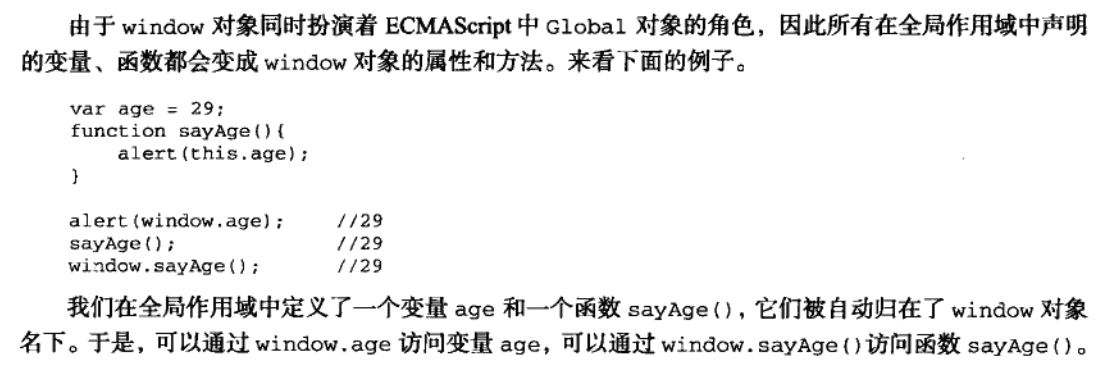 由于 window 对象同时扮演着 ECMAScript 中 Global 对象的角色，因此所有在全局作用域中声明
的变量、函数都会变成 window 对象的属性和方法。来看下面的例子。
var age = 29;
function sayAge(){
    alert(this.age);
}
alert(window.age);    //29
sayAge();             //29
window.sayAge();      //29
我们在全局作用域中定义了一个变量 age 和一个函数 sayAge()，它们被自动归在了 window 对象
名下。于是，可以通过 window.age 访问变量 age，可以通过 window.sayAge()访问函数 sayAge()。